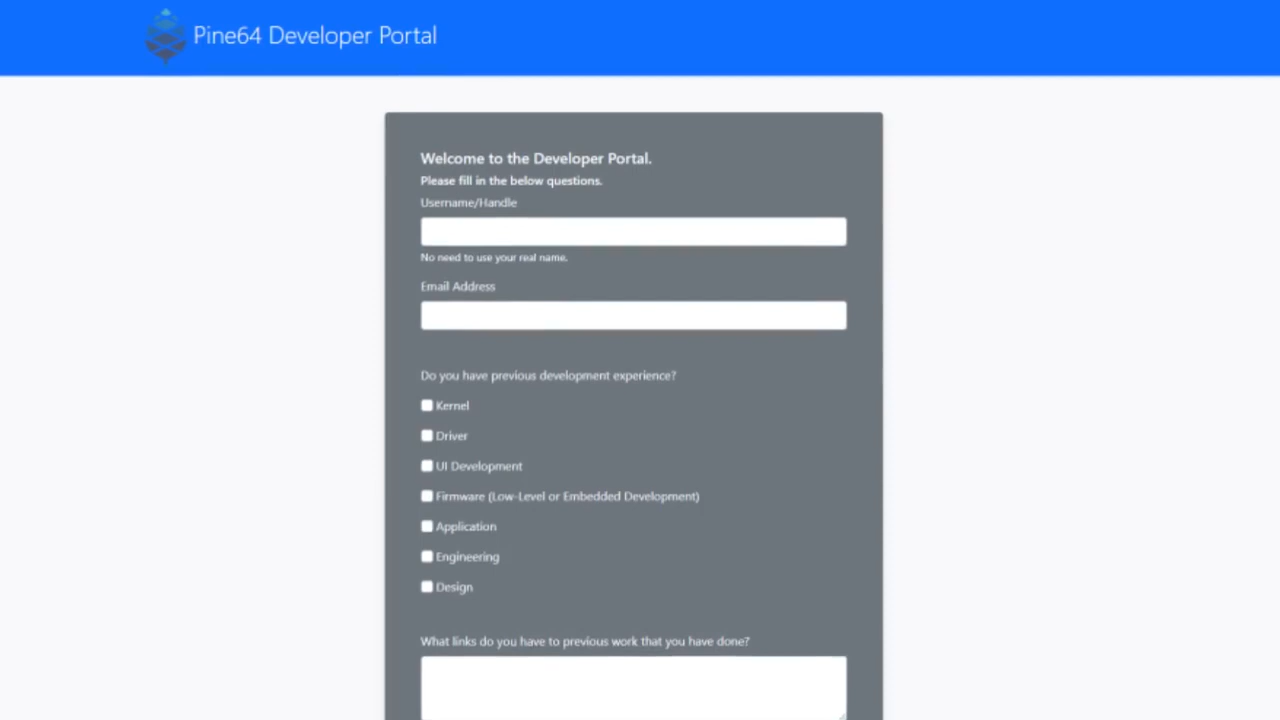 Pine64 Developer Portal
Welcome to the Developer Portal.
Please fill in the below questions.
Username/Handle
No need to use your real name.
Email Address
Do you have previous development experience?
Kernel
Driver
UI Development
Firmware (Low-Level or Embedded Development)
Application
Engineering
Design
What links do you have to previous work that you have done?